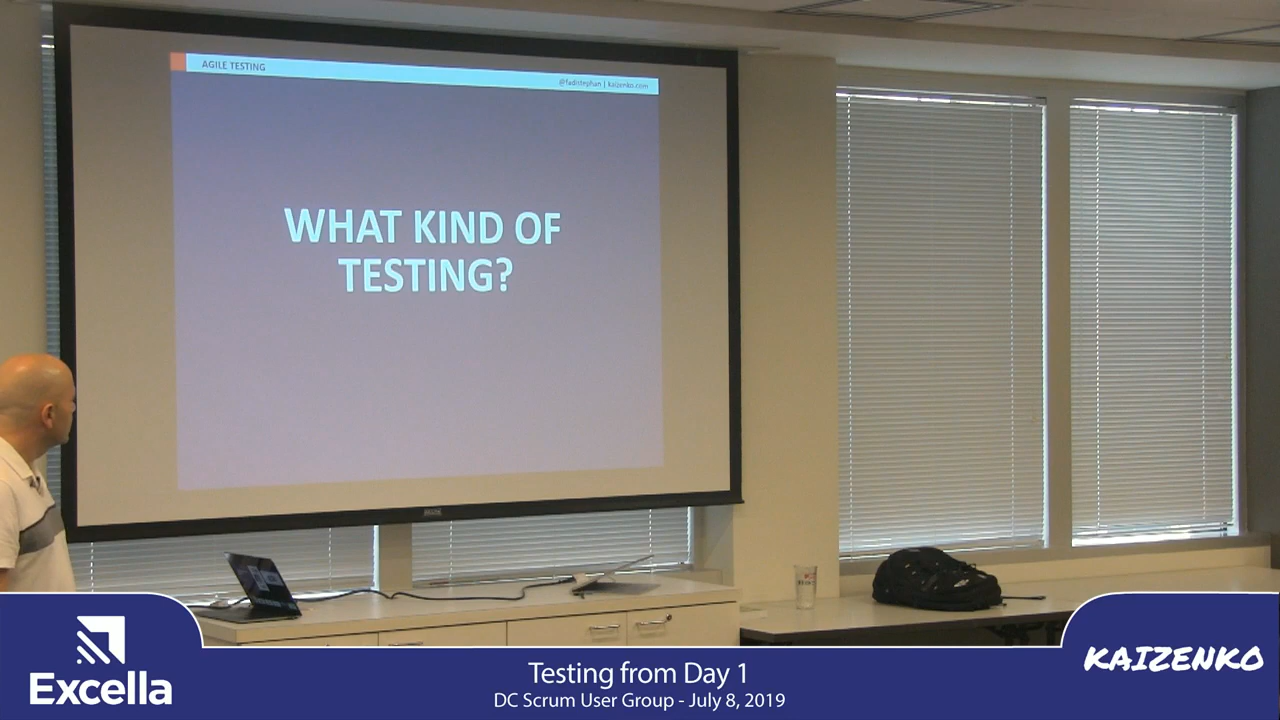 AGILE TESTING
@fadistephan | kaizenko.com
WHAT KIND OF
TESTING?
Excella
Testing from Day 1
DC Scrum User Group - July 8, 2019
KAIZENKO